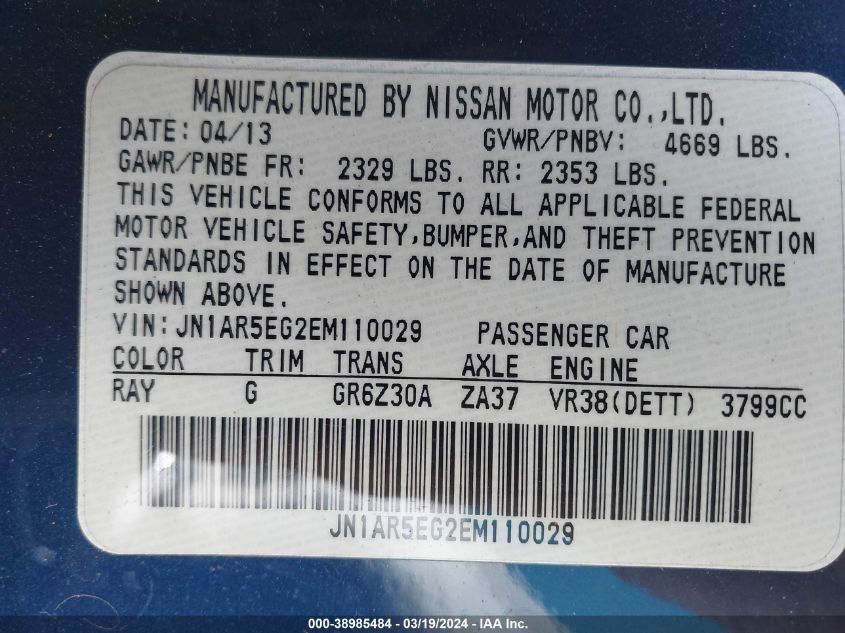 MANUFACTURED BY NISSAN MOTOR CO.,LTD.
DATE: 04/13 GVWR/PNBV: 4669 LBS.
GAWR/PNBE FR: 2329 LBS. RR: 2353 LBS.
THIS VEHICLE CONFORMS TO ALL APPLICABLE FEDERAL
MOTOR VEHICLE SAFETY,BUMPER,AND THEFT PREVENTION
STANDARDS IN EFFECT ON THE DATE OF MANUFACTURE
SHOWN ABOVE.
VIN: JN1AR5EG2EM110029 PASSENGER CAR
COLOR TRIM TRANS AXLE ENGINE
RAY G GR6Z30A ZA37 VR38(DETT) 3799CC
JN1AR5EG2EM110029
000-38985484 - 03/19/2024 - IAA, Inc.